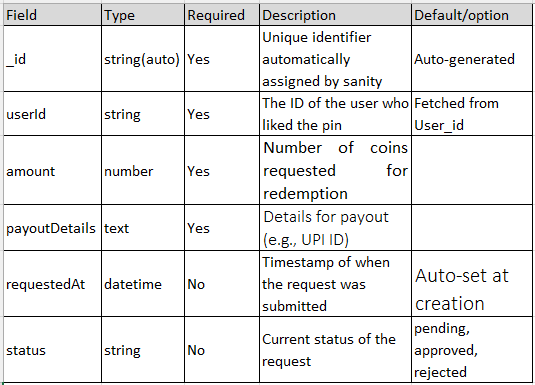 Field Type Required Description Default/option
Unique identifier
_id string(auto) Yes automatically Auto-generated
assigned by sanity
The ID of the user who Fetched from
userId string Yes
liked the pin User_id
Number of coins
amount number Yes requested for
redemption
Details for payout
payoutDetails text Yes
(e.g., UPI ID)
Timestamp of when
requestedAt datetime No the request was Auto-set at
submitted creation
Current status of the pending,
status string No approved,
request rejected